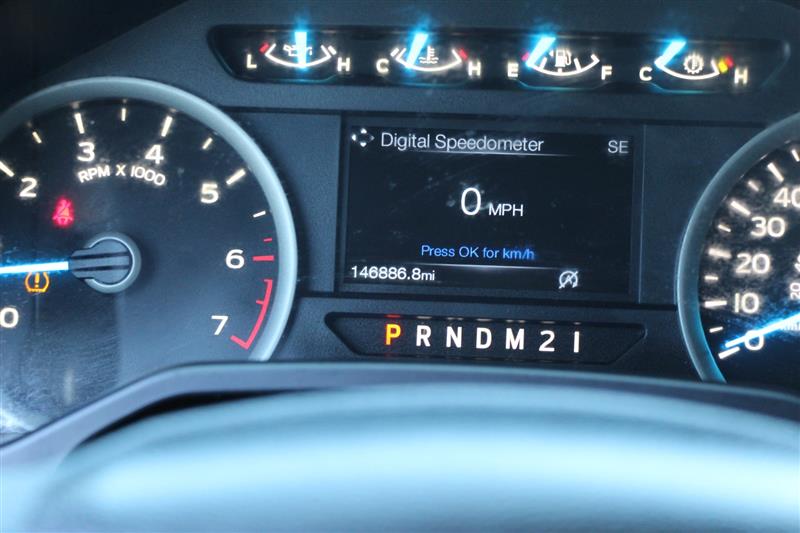 L H C H E F C H
Digital Speedometer SE
0 MPH
Press OK for km/h
146886.8mi
P R N D M 2 1
0 2 3 4 5 6 7
RPM X 1000
0 10 20 30 40